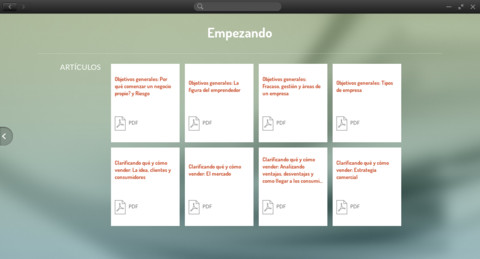 Empezando
ARTÍCULOS
Objetivos generales: Por
qué comenzar un negocio
propio? y Riesgo
PDF
Objetivos generales: La
figura del emprendedor
PDF
Objetivos generales:
Fracaso, gestión y áreas de
un empresa
PDF
Objetivos generales: Tipos
de empresa
PDF
Clarificando qué y cómo
vender: La idea, clientes y
consumidores
PDF
Clarificando qué y cómo
vender: El mercado
PDF
Clarificando qué y cómo
vender: Analizando
ventajas, desventajas y
como llegar a los consumi...
PDF
Clarificando qué y cómo
vender: Estrategia
comercial
PDF